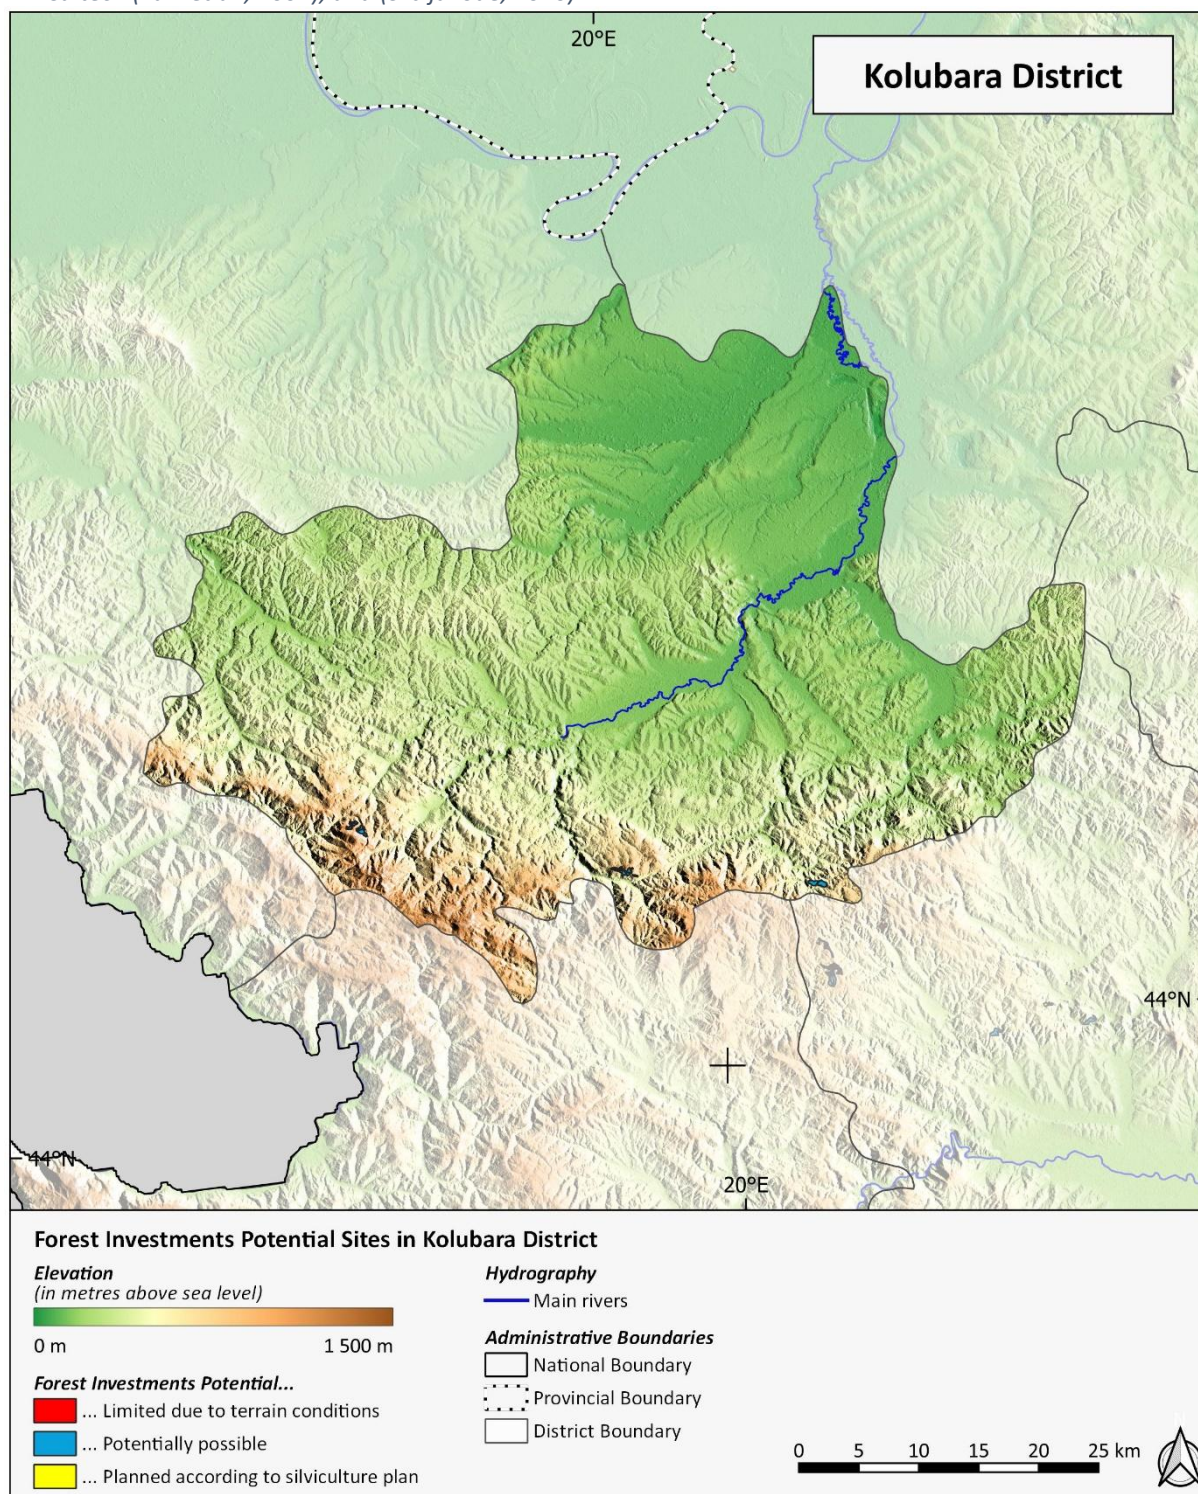 20°E
Kolubara District
44°N
44°N
20°E
Forest Investments Potential Sites in Kolubara District
Elevation
(in metres above sea level)
0 m 1 500 m
Forest Investments Potential...
... Limited due to terrain conditions
... Potentially possible
... Planned according to silviculture plan
Hydrography
Main rivers
Administrative Boundaries
National Boundary
Provincial Boundary
District Boundary
0 5 10 15 20 25 km